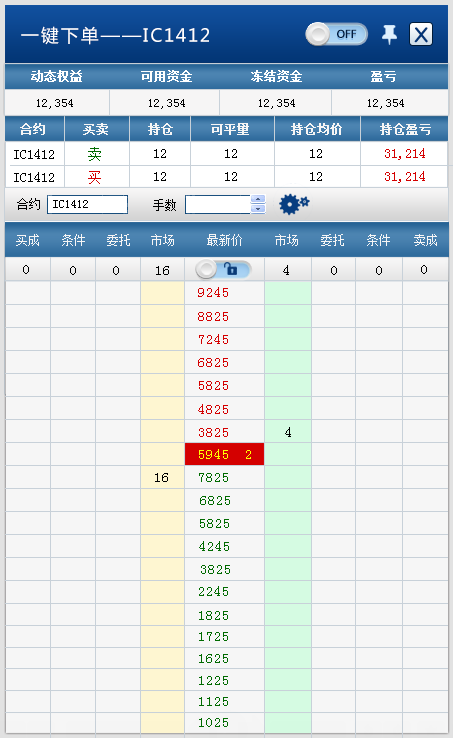 一键下单——IC1412 OFF X
动态权益 可用资金 冻结资金 盈亏
12,354 12,354 12,354 12,354
合约 买卖 持仓 可平量 持仓均价 持仓盈亏
IC1412 卖 12 12 12 31,214
IC1412 买 12 12 12 31,214
合约 IC1412 手数
买成 条件 委托 市场 最新价 市场 委托 条件 卖成
0 0 0 16 4 0 0 0
9245
8825
7245
6825
5825
4825
3825 4
5945 2
16 7825
6825
5825
4245
3825
2245
1825
1725
1625
1225
1125
1025